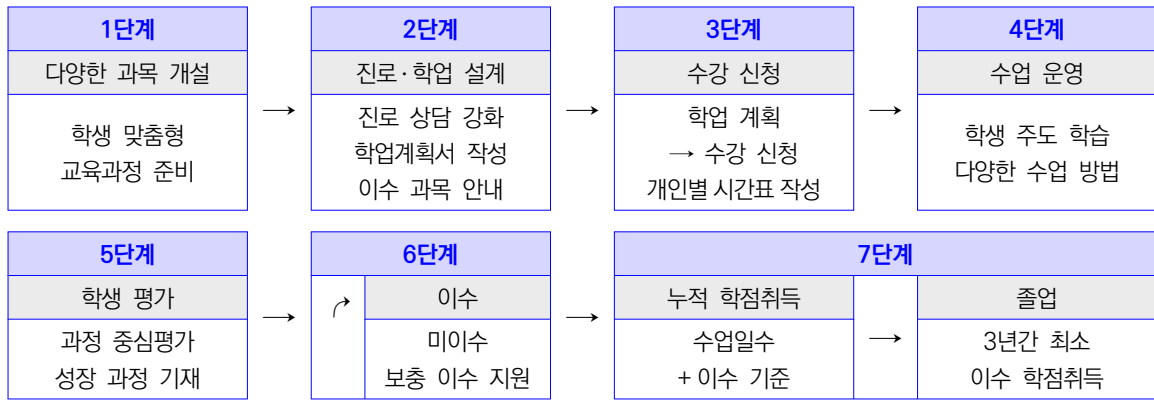 1단계
다양한 과목 개설
학생 맞춤형
교육과정 준비
→
2단계
진로·학업 설계
진로 상담 강화
학업계획서 작성
이수 과목 안내
→
3단계
수강 신청
학업 계획
→ 수강 신청
개인별 시간표 작성
→
4단계
수업 운영
학생 주도 학습
다양한 수업 방법
5단계
학생 평가
과정 중심평가
성장 과정 기재
→
6단계
이수
미이수
보충 이수 지원
→
7단계
누적 학점취득
수업일수
+ 이수 기준
→
졸업
3년간 최소
이수 학점취득